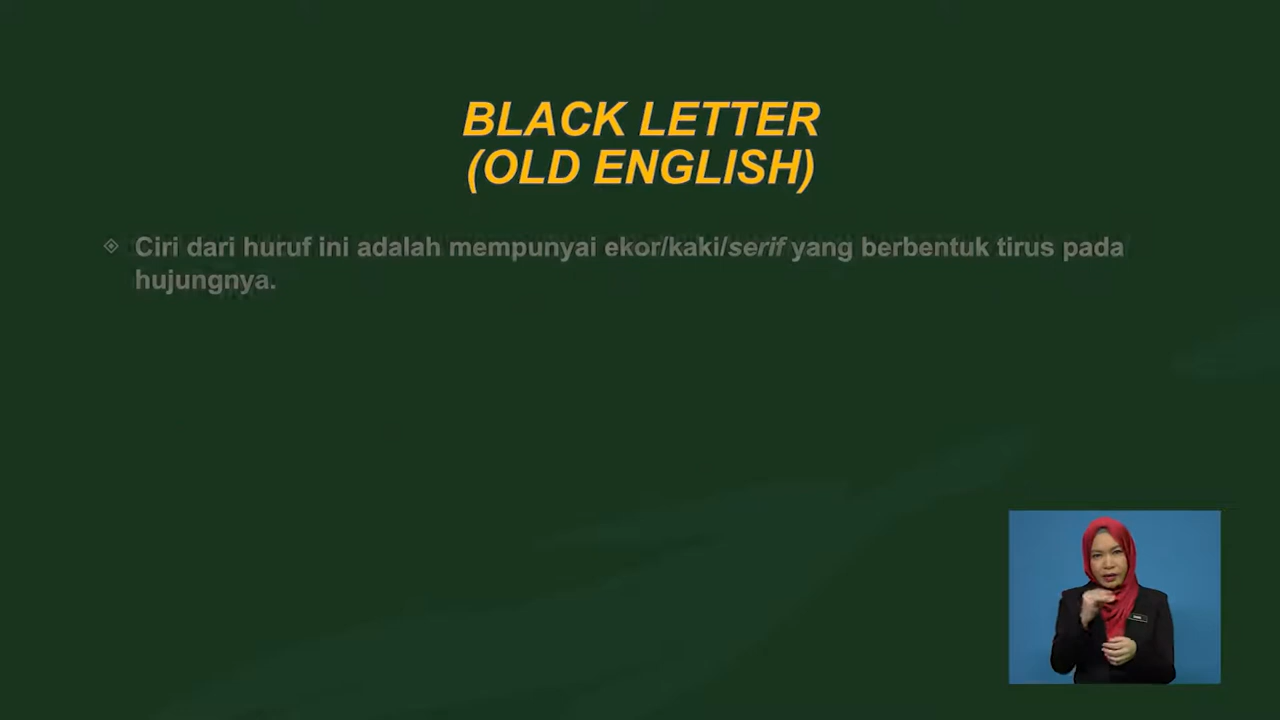 BLACK LETTER
(OLD ENGLISH)
Ciri dari huruf ini adalah mempunyai ekor/kaki/serif yang berbentuk tirus pada
hujungnya.